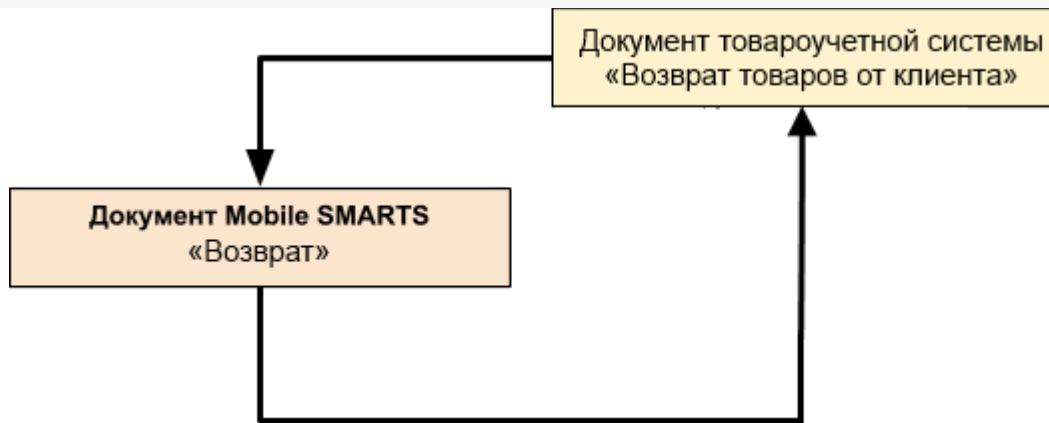 Документ товароучетной системы
«Возврат товаров от клиента»
Документ Mobile SMARTS
«Возврат»